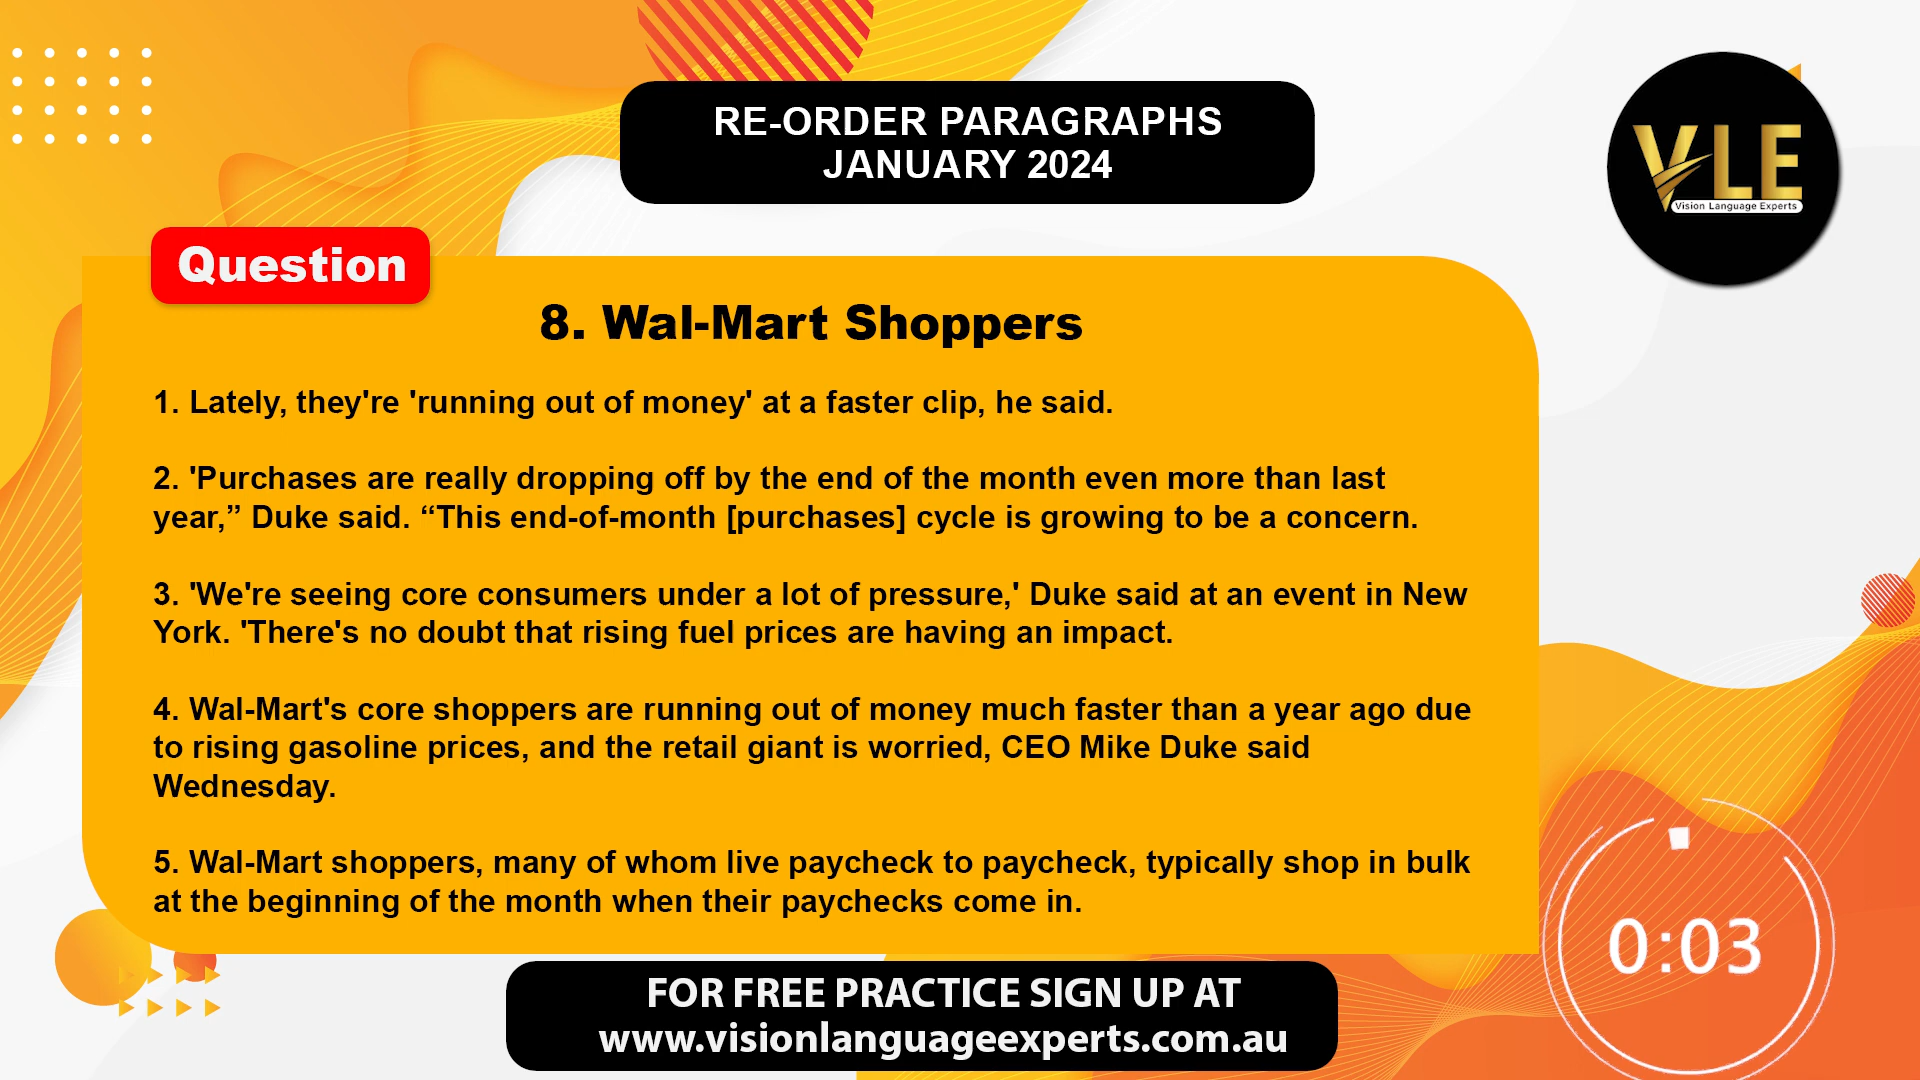 RE-ORDER PARAGRAPHS
JANUARY 2024
VLE
Vision Language Experts
Question
8. Wal-Mart Shoppers
1. Lately, they're 'running out of money' at a faster clip, he said.
2. 'Purchases are really dropping off by the end of the month even more than last
year,” Duke said. “This end-of-month [purchases] cycle is growing to be a concern.
3. 'We're seeing core consumers under a lot of pressure,' Duke said at an event in New
York. 'There's no doubt that rising fuel prices are having an impact.
4. Wal-Mart's core shoppers are running out of money much faster than a year ago due
to rising gasoline prices, and the retail giant is worried, CEO Mike Duke said
Wednesday.
5. Wal-Mart shoppers, many of whom live paycheck to paycheck, typically shop in bulk
at the beginning of the month when their paychecks come in.
0:03
FOR FREE PRACTICE SIGN UP AT
www.visionlanguageexperts.com.au